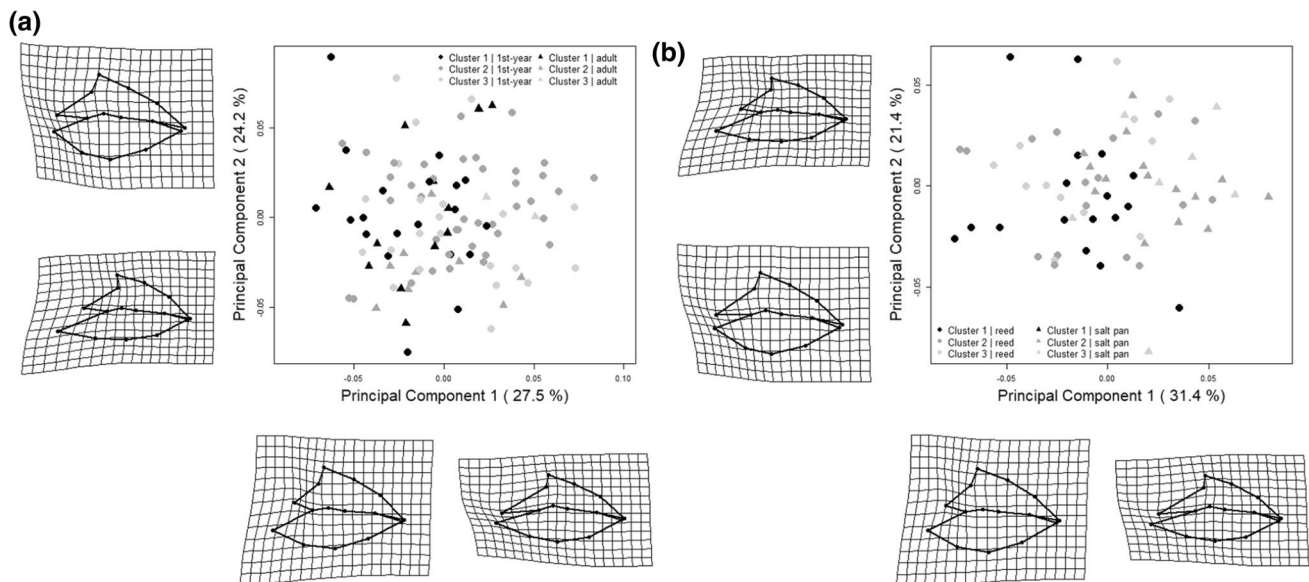 (a)
Cluster 1 | 1st-year
Cluster 2 | 1st-year
Cluster 3 | 1st-year
Cluster 1 | adult
Cluster 2 | adult
Cluster 3 | adult
Principal Component 2 ( 24.2 %)
0.05
0.00
-0.05
-0.05
0.00
0.05
0.10
Principal Component 1 ( 27.5 %)
(b)
Principal Component 2 ( 21.4 %)
0.05
0.00
-0.05
Cluster 1 | reed
Cluster 2 | reed
Cluster 3 | reed
Cluster 1 | salt pan
Cluster 2 | salt pan
Cluster 3 | salt pan
-0.05
0.00
0.05
Principal Component 1 ( 31.4 %)